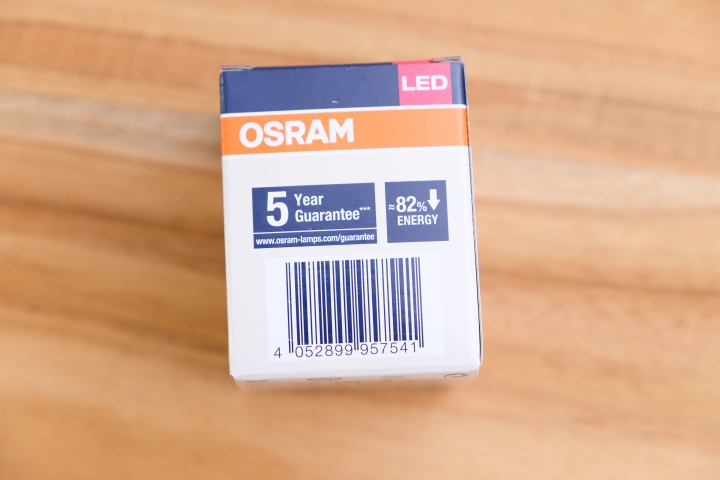 LED
OSRAM
5 Year
Guarantee***
www.osram-lamps.com/guarantee
≈82%
ENERGY
4 052899 957541